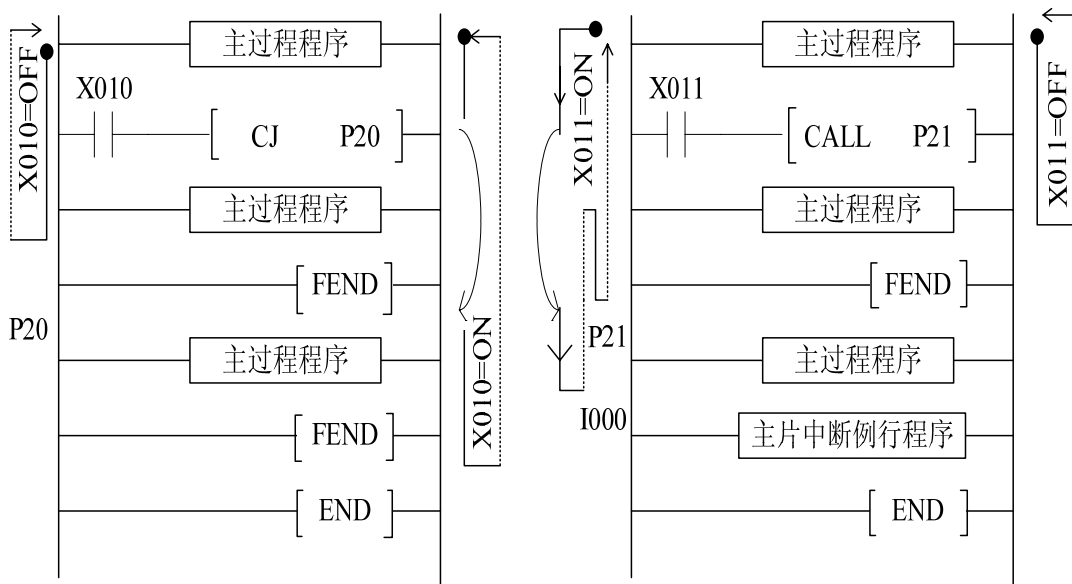 主过程程序
X010
CJ P20
主过程程序
FEND
P20
主过程程序
FEND
END
X010=OFF
X010=ON
主过程程序
X011
CALL P21
主过程程序
FEND
P21
主过程程序
I000
主片中断例行程序
END
X011=ON
X011=OFF